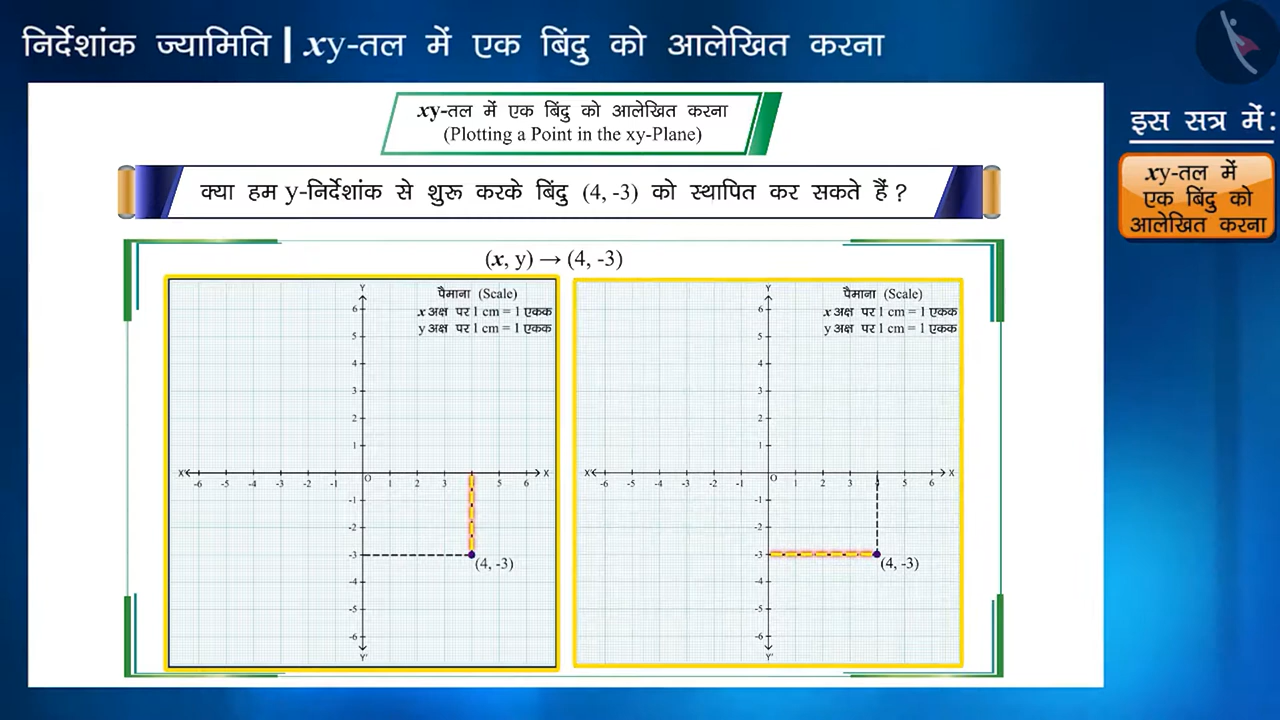 निर्देशांक ज्यामिति | xy-तल में एक बिंदु को आलेखित करना
इस सत्र में:
xy-तल में
एक बिंदु को
आलेखित करना
xy-तल में एक बिंदु को आलेखित करना
(Plotting a Point in the xy-Plane)
क्या हम y-निर्देशांक से शुरू करके बिंदु (4, -3) को स्थापित कर सकते हैं ?
(x, y) → (4, -3)
Y
पैमाना (Scale)
x अक्ष पर 1 cm = 1 एकक
y अक्ष पर 1 cm = 1 एकक
6
5
4
3
2
1
X' X
-6 -5 -4 -3 -2 -1 O 1 2 3 5 6
-1
-2
-3
(4, -3)
-4
-5
-6
Y'
Y
पैमाना (Scale)
x अक्ष पर 1 cm = 1 एकक
y अक्ष पर 1 cm = 1 एकक
6
5
4
3
2
1
X' X
-6 -5 -4 -3 -2 -1 O 1 2 3 4 5 6
-1
-2
-3
(4, -3)
-4
-5
-6
Y'